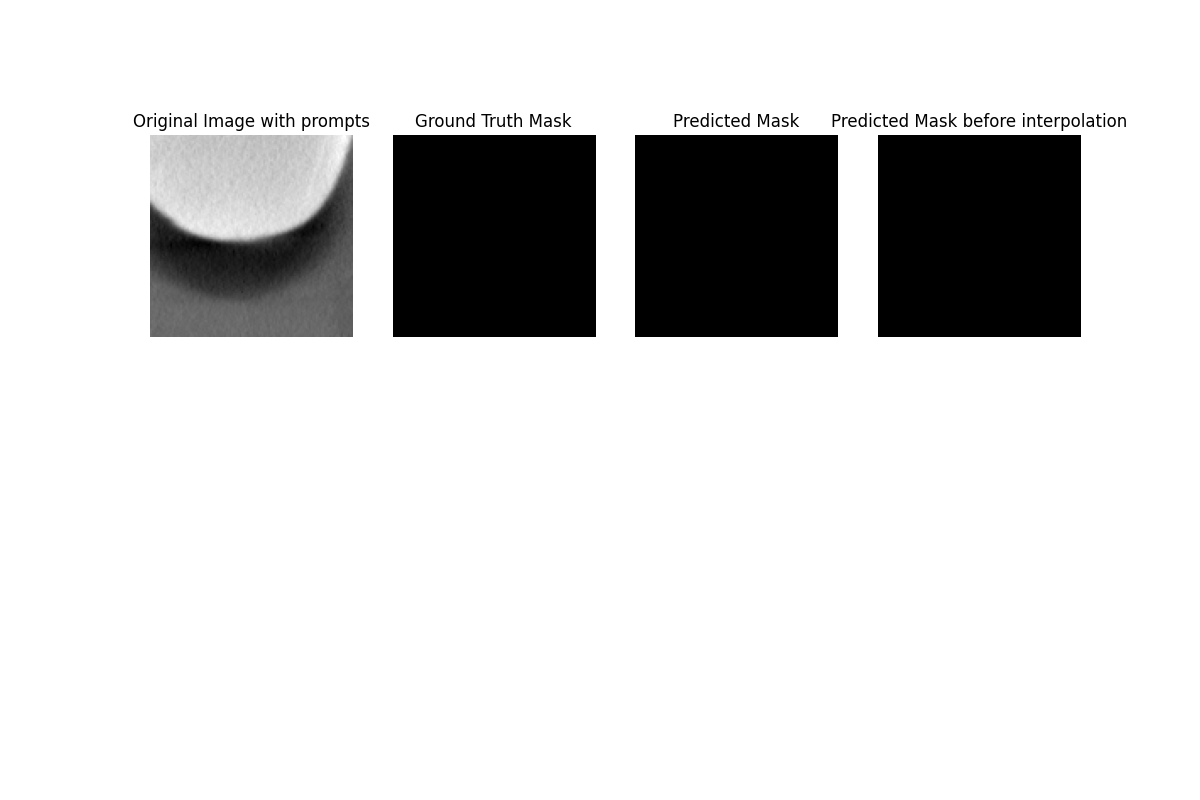 Original Image with prompts
Ground Truth Mask
Predicted Mask
Predicted Mask before interpolation